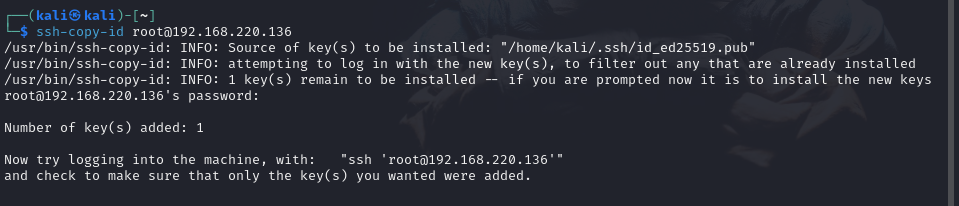 ┌──(kali㉿kali)-[~]
└─$ ssh-copy-id root@192.168.220.136
/usr/bin/ssh-copy-id: INFO: Source of key(s) to be installed: "/home/kali/.ssh/id_ed25519.pub"
/usr/bin/ssh-copy-id: INFO: attempting to log in with the new key(s), to filter out any that are already installed
/usr/bin/ssh-copy-id: INFO: 1 key(s) remain to be installed -- if you are prompted now it is to install the new keys
root@192.168.220.136's password:
Number of key(s) added: 1
Now try logging into the machine, with:   "ssh 'root@192.168.220.136'"
and check to make sure that only the key(s) you wanted were added.